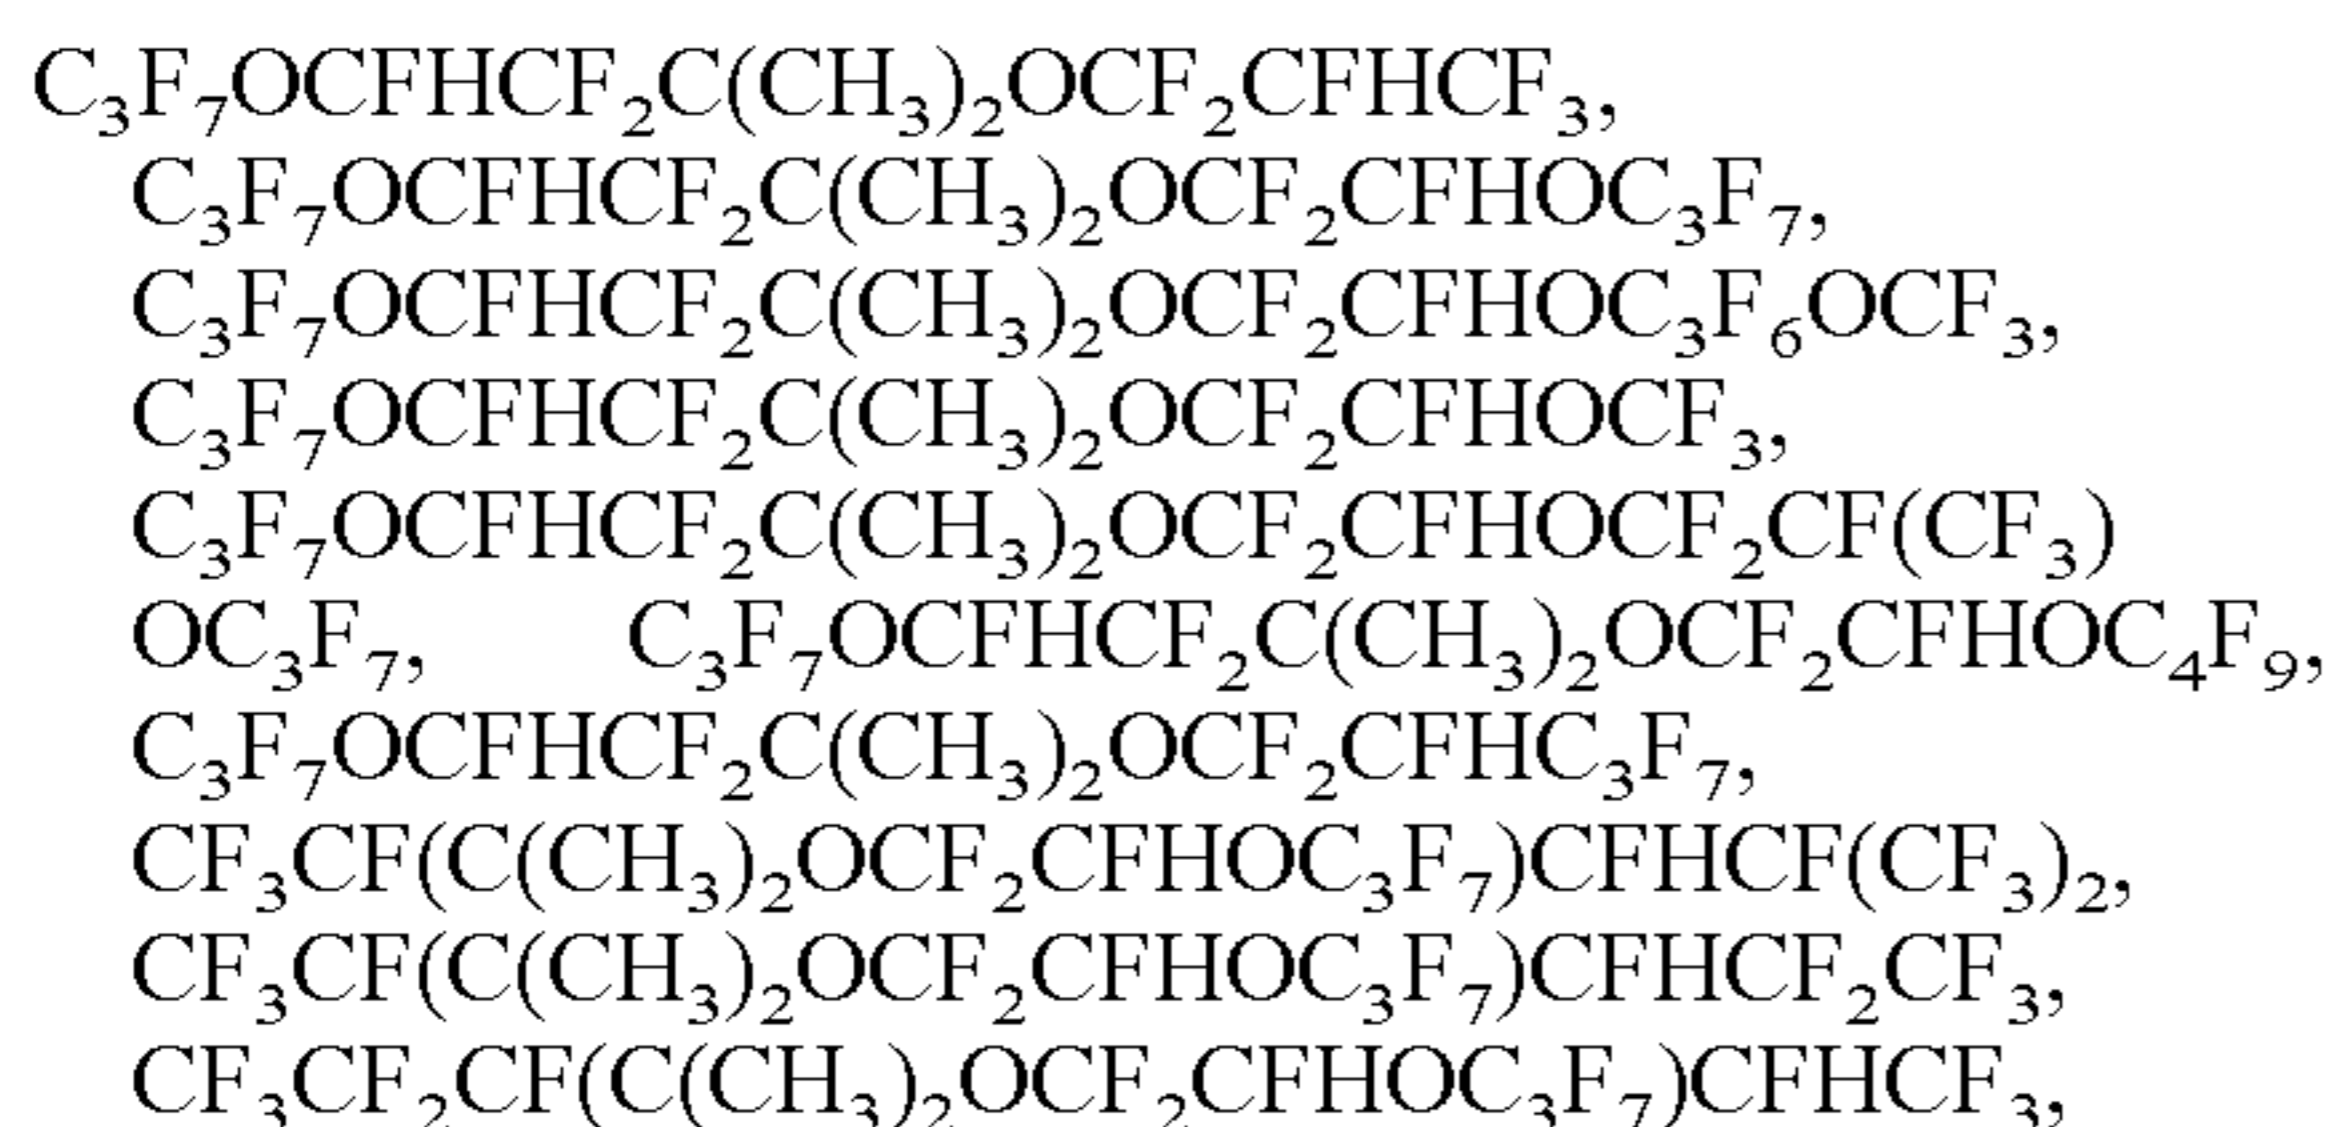 C₃F₇OCFHCF₂C(CH₃)₂OCF₂CFHCF₃,
C₃F₇OCFHCF₂C(CH₃)₂OCF₂CFHOC₃F₇,
C₃F₇OCFHCF₂C(CH₃)₂OCF₂CFHOC₃F₆OCF₃,
C₃F₇OCFHCF₂C(CH₃)₂OCF₂CFHOCF₃,
C₃F₇OCFHCF₂C(CH₃)₂OCF₂CFHOCF₂CF(CF₃)
OC₃F₇, C₃F₇OCFHCF₂C(CH₃)₂OCF₂CFHOC₄F₉,
C₃F₇OCFHCF₂C(CH₃)₂OCF₂CFHC₃F₇,
CF₃CF(C(CH₃)₂OCF₂CFHOC₃F₇)CFHCF(CF₃)₂,
CF₃CF(C(CH₃)₂OCF₂CFHOC₃F₇)CFHCF₂CF₃,
CF₃CF₂CF(C(CH₃)₂OCF₂CFHOC₃F₇)CFHCF₃,